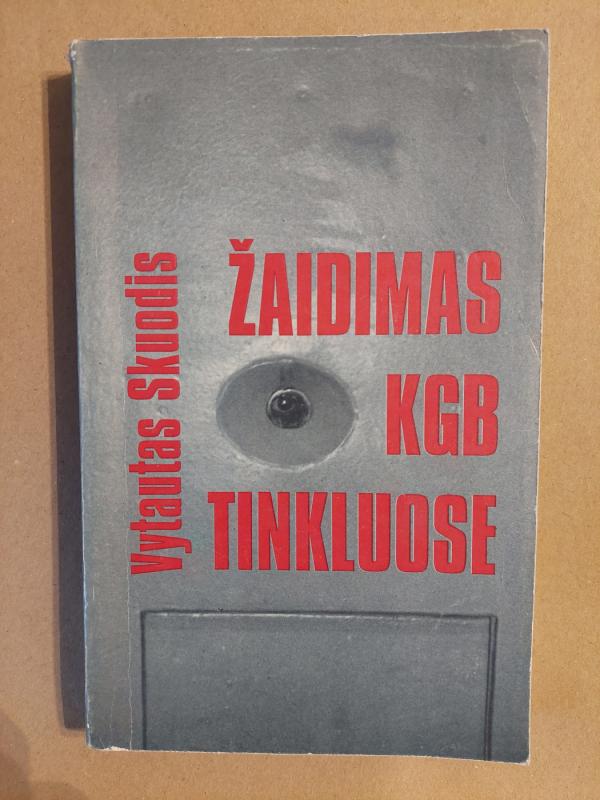 Vytautas Skuodis
ŽAIDIMAS
KGB
TINKLUOSE